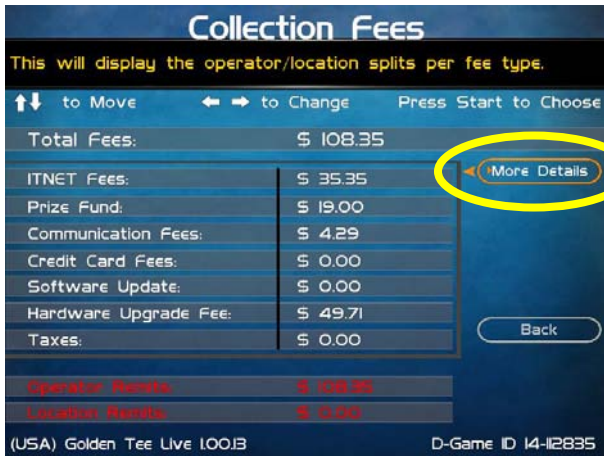 Collection Fees
This will display the operator/location splits per fee type.
to Move to Change Press Start to Choose
Total Fees: $ 108.35
More Details
ITNET Fees: $ 35.35
Prize Fund: $ 19.00
Communication Fees: $ 4.29
Credit Card Fees: $ 0.00
Software Update: $ 0.00
Hardware Upgrade Fee: $ 49.71
Back
Taxes: $ 0.00
Operator Remits: $ 108.35
Location Remits: $ 0.00
(USA) Golden Tee Live 1.00.13 D-Game ID 14-112835